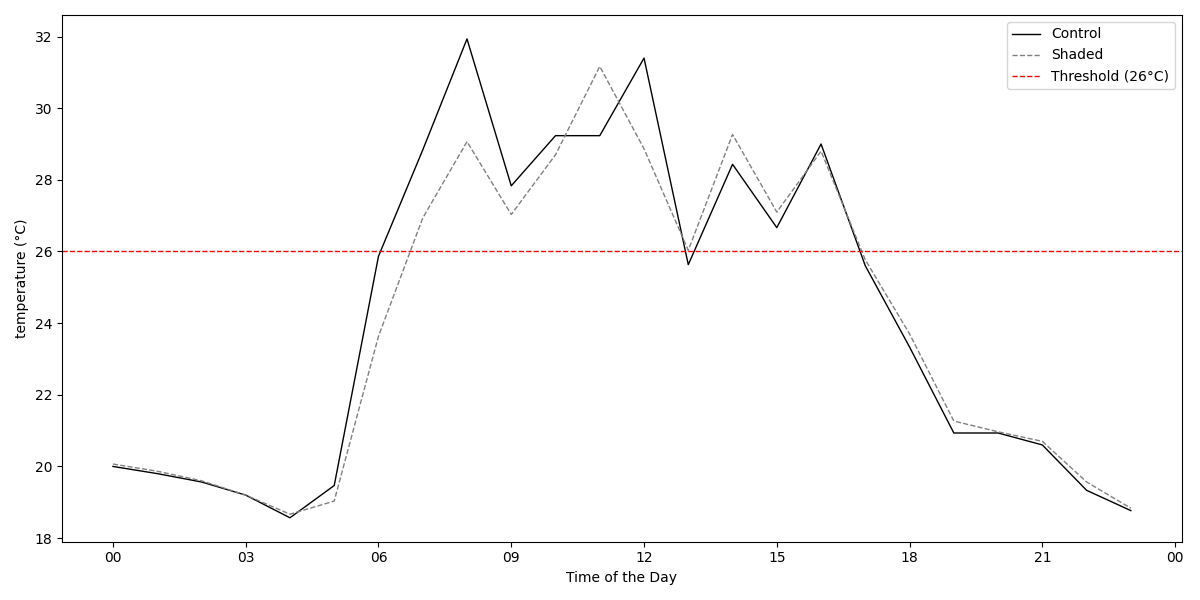 Control
Shaded
Threshold (26°C)
32
30
28
26
24
22
20
18
temperature (°C)
00 03 06 09 12 15 18 21 00
Time of the Day